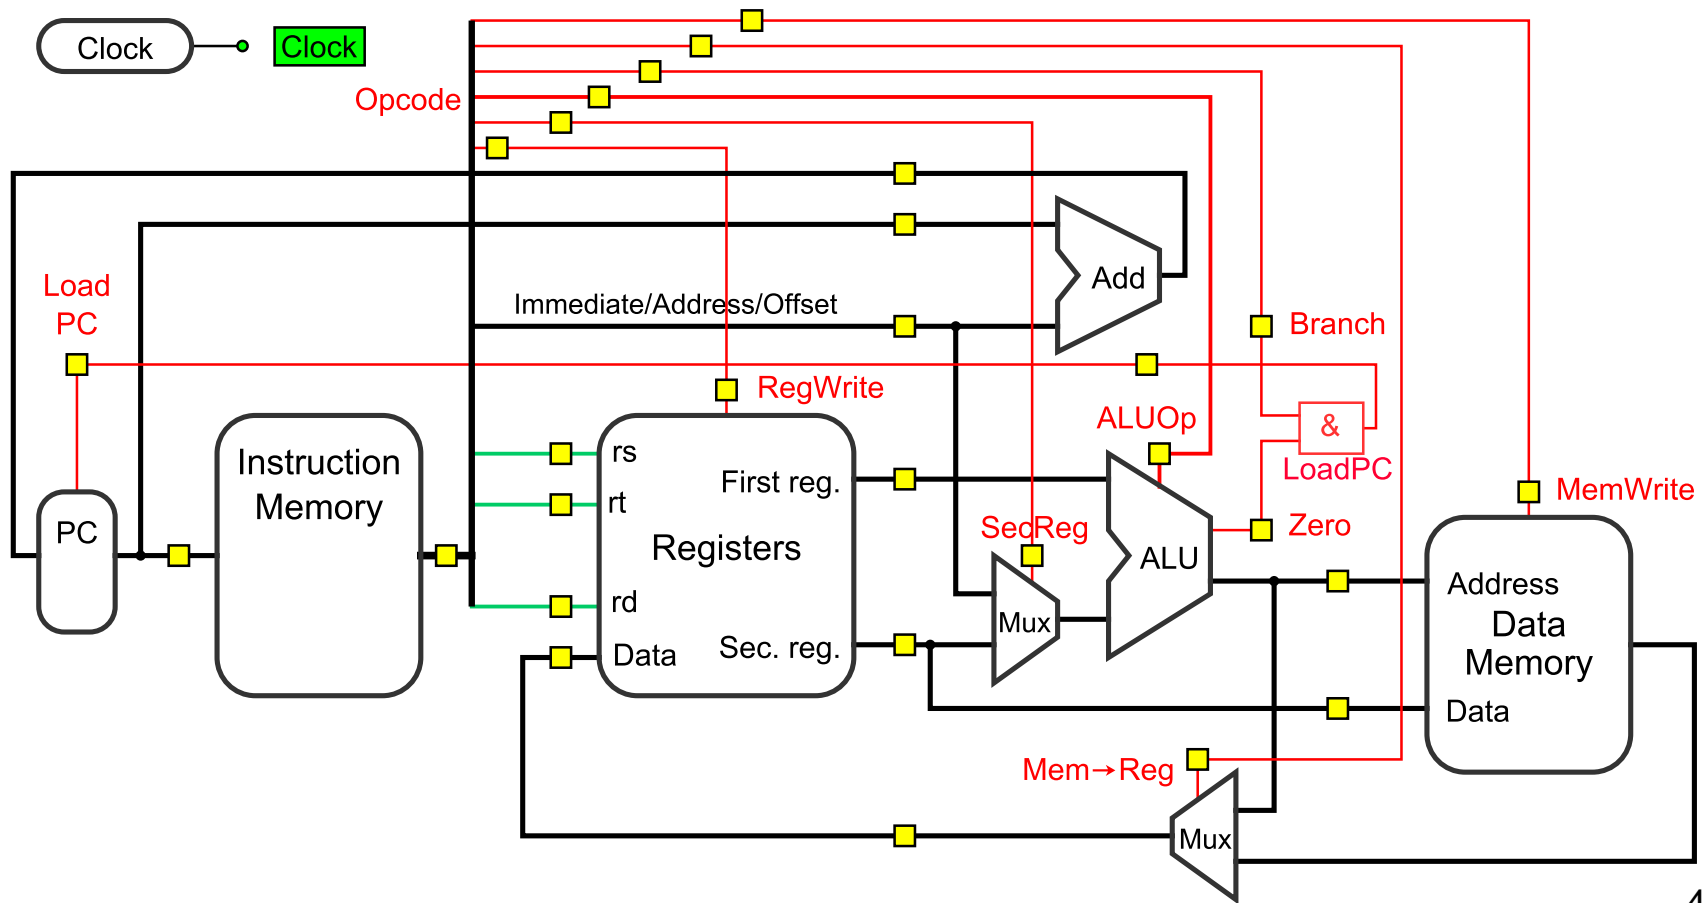 Clock
Clock
Opcode
Load
PC
Immediate/Address/Offset
Add
Branch
RegWrite
ALUOp
&
LoadPC
Instruction
Memory
rs
First reg.
rt
PC
Registers
SecReg
Zero
MemWrite
ALU
Address
rd
Mux
Data
Memory
Data
Sec. reg.
Data
Mem→Reg
Mux